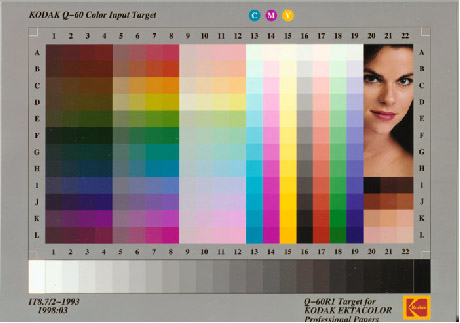 KODAK Q-60 Color Input Target
C M Y
1 2 3 4 5 6 7 8 9 10 11 12 13 14 15 16 17 18 19 20 21 22
A A
B B
C C
D D
E E
F F
G G
H H
I I
J J
K K
L L
1 2 3 4 5 6 7 8 9 10 11 12 13 14 15 16 17 18 19 20 21 22
IT8.7/2-1993
1998:03
Q-60R1 Target for
KODAK EKTACOLOR
Professional Papers
Kodak